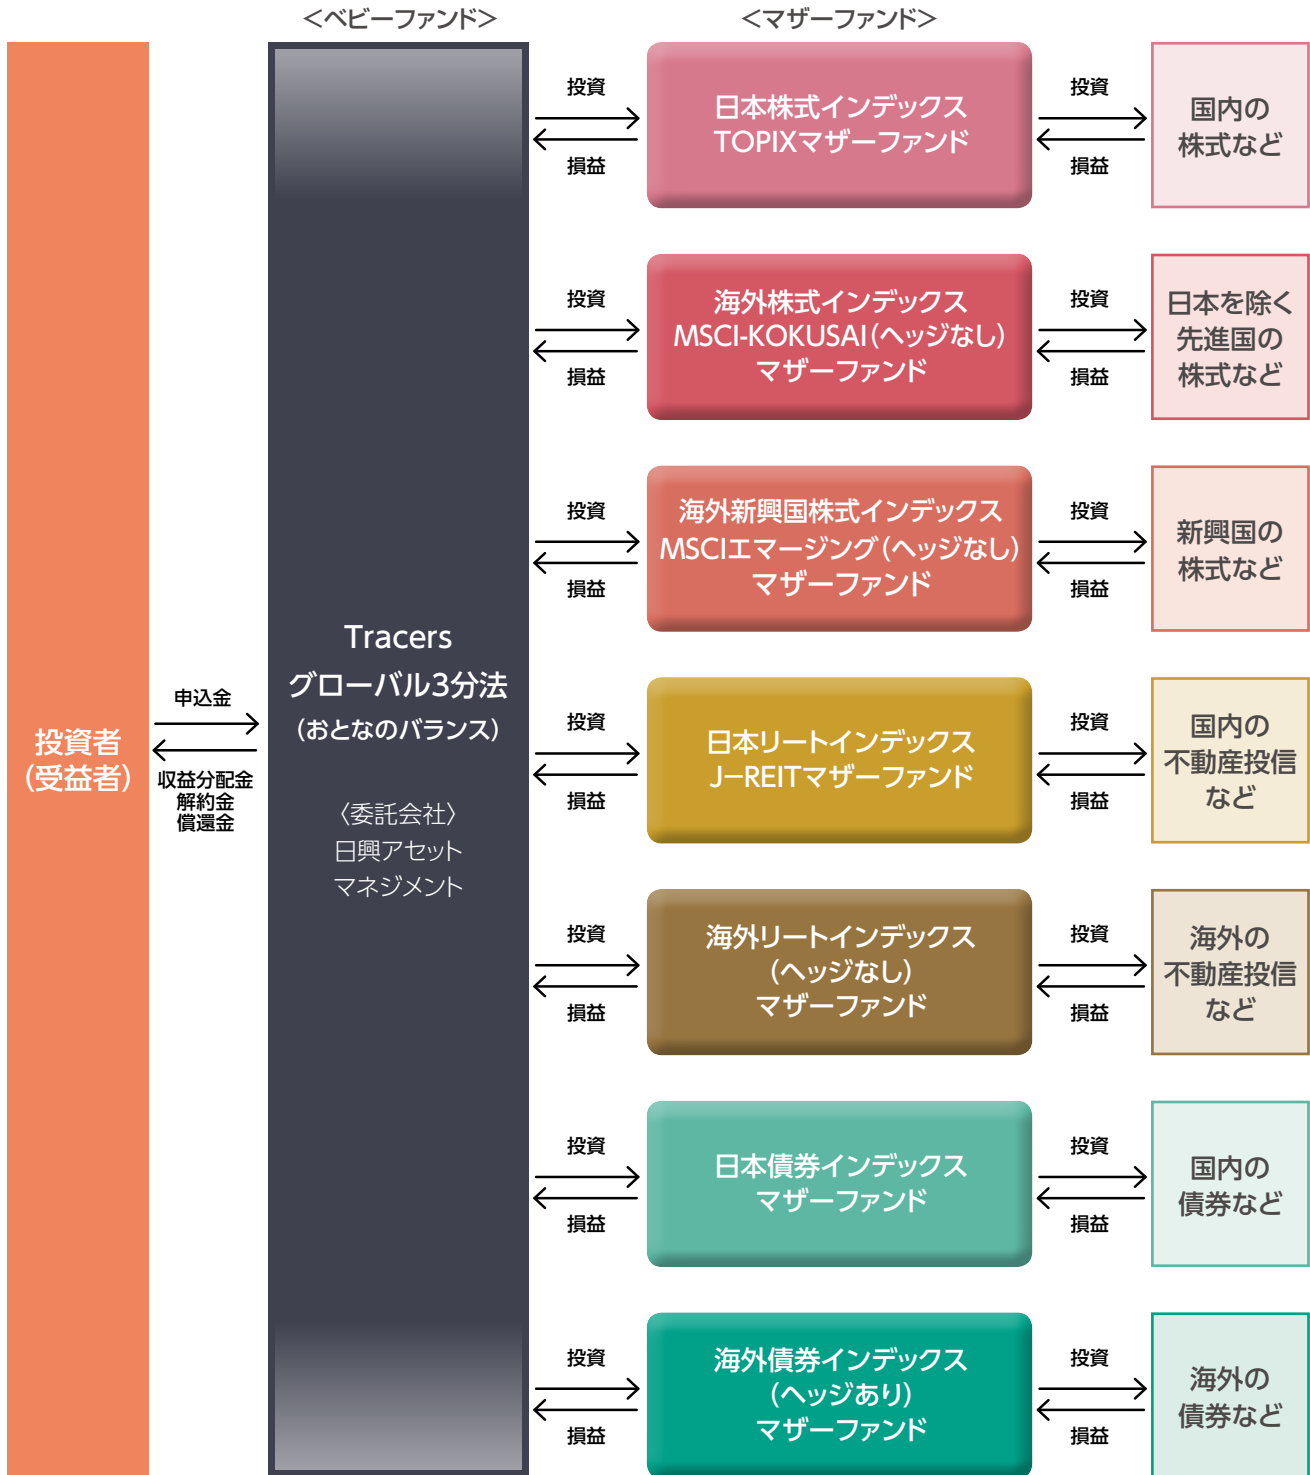 ＜ベビーファンド＞
＜マザーファンド＞
投資者
(受益者)
申込金
収益分配金
解約金
償還金
Tracers
グローバル3分法
(おとなのバランス)
〈委託会社〉
日興アセット
マネジメント
投資
損益
日本株式インデックス
TOPIXマザーファンド
投資
損益
国内の
株式など
投資
損益
海外株式インデックス
MSCI-KOKUSAI(ヘッジなし)
マザーファンド
投資
損益
日本を除く
先進国の
株式など
投資
損益
海外新興国株式インデックス
MSCIエマージング(ヘッジなし)
マザーファンド
投資
損益
新興国の
株式など
投資
損益
日本リートインデックス
J−REITマザーファンド
投資
損益
国内の
不動産投信
など
投資
損益
海外リートインデックス
(ヘッジなし)
マザーファンド
投資
損益
海外の
不動産投信
など
投資
損益
日本債券インデックス
マザーファンド
投資
損益
国内の
債券など
投資
損益
海外債券インデックス
(ヘッジあり)
マザーファンド
投資
損益
海外の
債券など